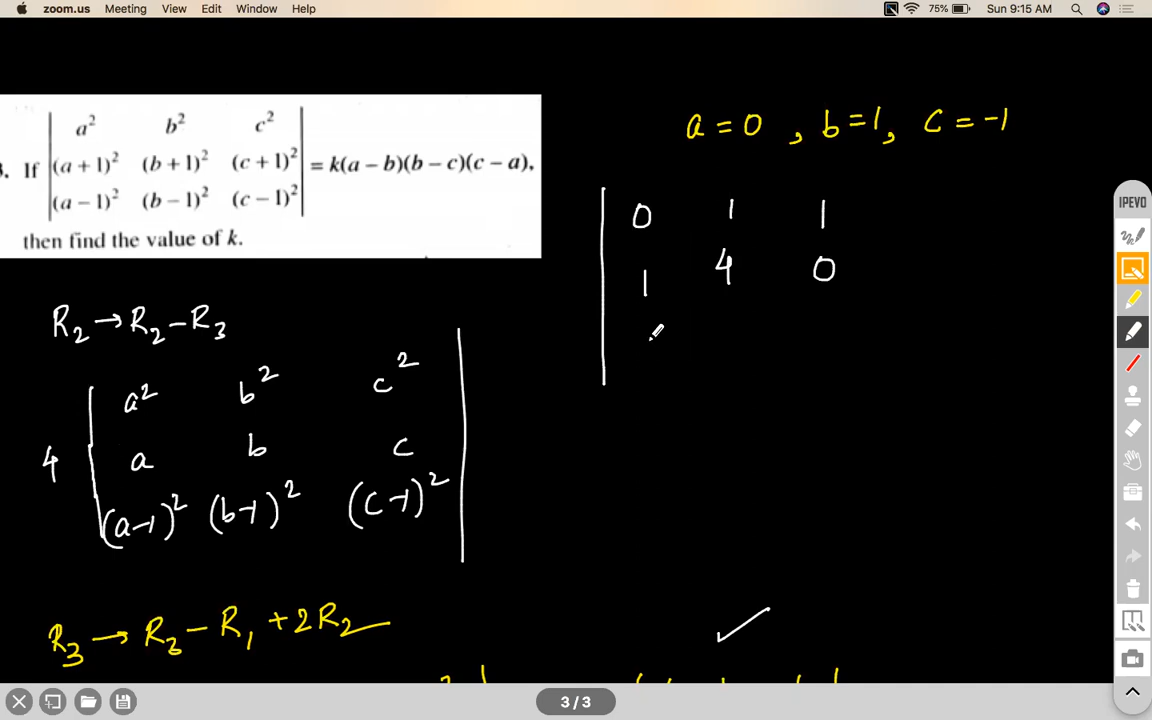 zoom.us Meeting View Edit Window Help 75% Sun 9:15 AM
a = 0 , b = 1, c = -1
a² b² c²
. If (a + 1)² (b + 1)² (c + 1)² = k(a − b)(b − c)(c − a),
(a − 1)² (b − 1)² (c − 1)²
then find the value of k.
0 1 1
1 4 0
IPEVO
R₂ → R₂ − R₃
a² b² c²
4 a b c
(a-1)² (b-1)² (c-1)²
R₃ → R₃ − R₁ + 2R₂
3/3